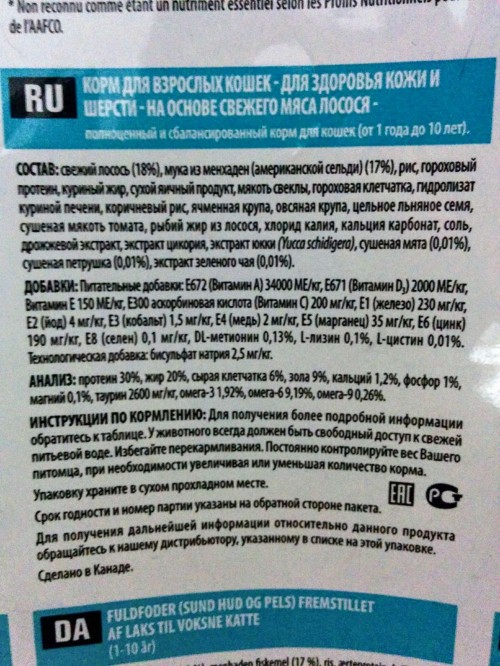 * Non reconnu comme étant un nutriment essentiel selon les Profils Nutritionnels
de l'AAFCO.
RU
КОРМ ДЛЯ ВЗРОСЛЫХ КОШЕК - ДЛЯ ЗДОРОВЬЯ КОЖИ И
ШЕРСТИ - НА ОСНОВЕ СВЕЖЕГО МЯСА ЛОСОСЯ -
полноценный и сбалансированный корм для кошек (от 1 года до 10 лет).
СОСТАВ: свежий лосось (18%), мука из менхаден (американской сельди) (17%), рис, гороховый
протеин, куриный жир, сухой яичный продукт, мякоть свеклы, гороховая клетчатка, гидролизат
куриной печени, коричневый рис, ячменная крупа, овсяная крупа, цельное льняное семя,
сушеная мякоть томата, рыбий жир из лосося, хлорид калия, кальция карбонат, соль,
дрожжевой экстракт, экстракт цикория, экстракт юкки (Yucca schidigera), сушеная мята (0,01%),
сушеная петрушка (0,01%), экстракт зеленого чая (0,01%).
ДОБАВКИ: Питательные добавки: E672 (Витамин A) 34000 МЕ/кг, E671 (Витамин D3) 2000 МЕ/кг,
Витамин E 150 МЕ/кг, E300 аскорбиновая кислота (Витамин C) 200 мг/кг, E1 (железо) 230 мг/кг,
E2 (йод) 4 мг/кг, E3 (кобальт) 1,5 мг/кг, E4 (медь) 2 мг/кг, E5 (марганец) 35 мг/кг, E6 (цинк)
190 мг/кг, E8 (селен) 0,1 мг/кг, DL-метионин 0,13%, L-лизин 0,1%, L-цистин 0,01%.
Технологическая добавка: бисульфат натрия 2,5 мг/кг.
АНАЛИЗ: протеин 30%, жир 20%, сырая клетчатка 6%, зола 9%, кальций 1,2%, фосфор 1%,
магний 0,1%, таурин 2600 мг/кг, омега-3 1,92%, омега-6 9,19%, омега-9 0,26%.
ИНСТРУКЦИИ ПО КОРМЛЕНИЮ: Для получения более подробной информации
обратитесь к таблице. У животного всегда должен быть свободный доступ к свежей
питьевой воде. Избегайте перекармливания. Постоянно контролируйте вес Вашего
питомца, при необходимости увеличивая или уменьшая количество корма.
Упаковку храните в сухом прохладном месте.
Срок годности и номер партии указаны на обратной стороне пакета.
EAC
РС
Для получения дальнейшей информации относительно данного продукта
обращайтесь к нашему дистрибьютору, указанному в списке на этой упаковке.
Сделано в Канаде.
DA
FULDFODER (SUND HUD OG PELS) FREMSTILLET
AF LAKS TIL VOKSNE KATTE
(1-10 år)
fiskemel (17 %), ris,